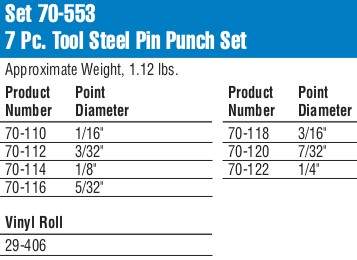 Set 70-553
7 Pc. Tool Steel Pin Punch Set
Approximate Weight, 1.12 lbs.
Product Point
Number Diameter
70-110 1/16"
70-112 3/32"
70-114 1/8"
70-116 5/32"
Product Point
Number Diameter
70-118 3/16"
70-120 7/32"
70-122 1/4"
Vinyl Roll
29-406